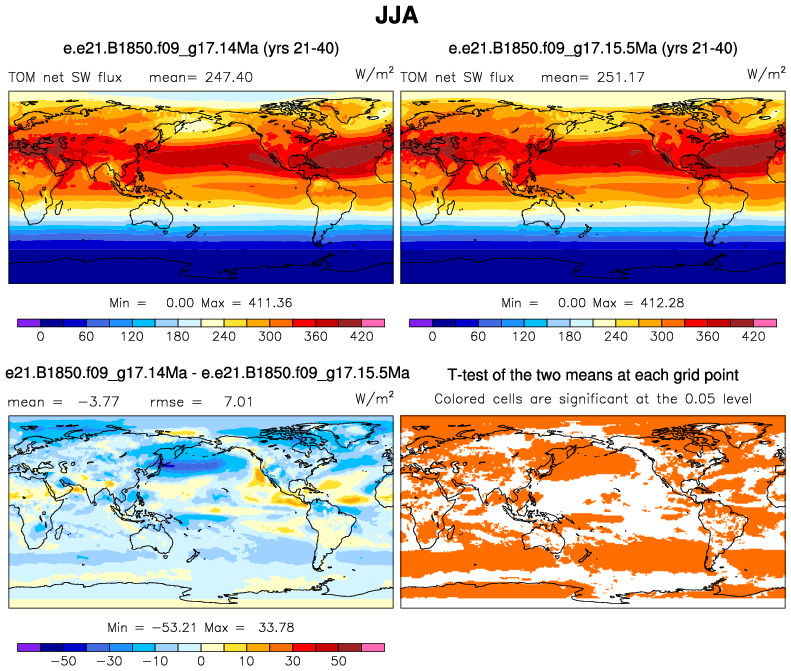 JJA
e.e21.B1850.f09_g17.14Ma (yrs 21-40)
TOM net SW flux mean= 247.40 W/m²
Min = 0.00 Max = 411.36
0 60 120 180 240 300 360 420
e.e21.B1850.f09_g17.15.5Ma (yrs 21-40)
TOM net SW flux mean= 251.17 W/m²
Min = 0.00 Max = 412.28
0 60 120 180 240 300 360 420
e21.B1850.f09_g17.14Ma - e.e21.B1850.f09_g17.15.5Ma
mean = -3.77 rmse = 7.01 W/m²
Min = -53.21 Max = 33.78
-50 -30 -10 0 10 30 50
T-test of the two means at each grid point
Colored cells are significant at the 0.05 level